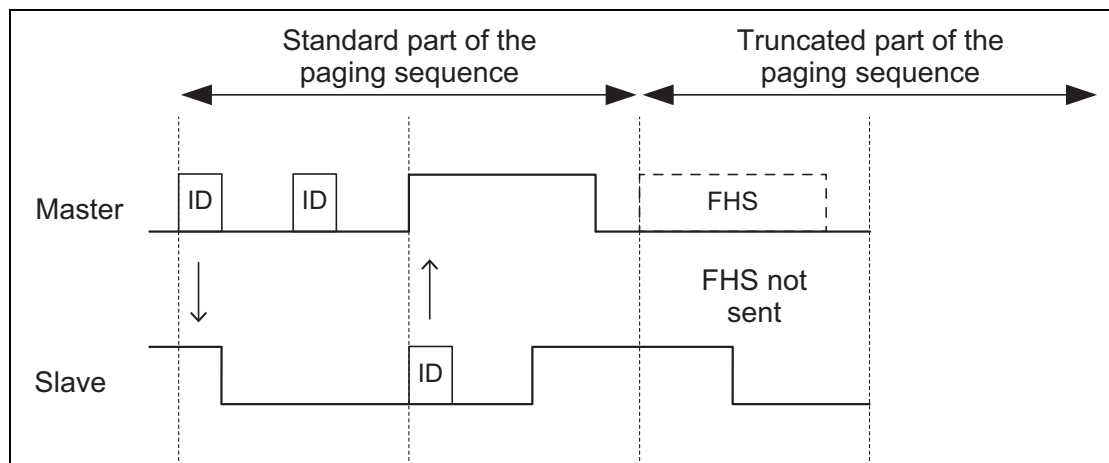 Standard part of the
paging sequence
Truncated part of the
paging sequence
Master
ID
ID
FHS
FHS not
sent
Slave
ID